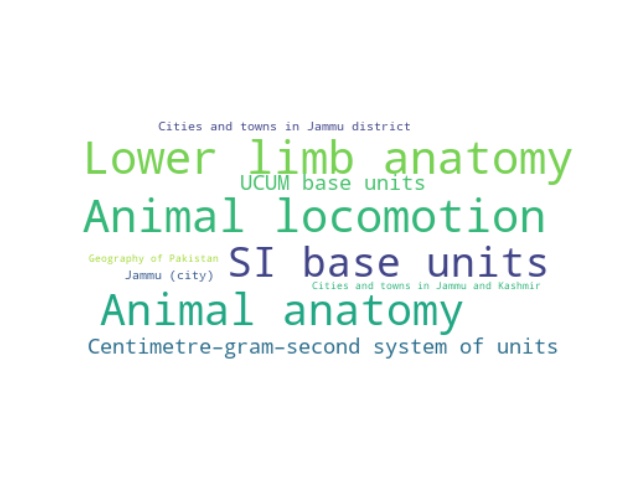 Cities and towns in Jammu district
Lower limb anatomy
UCUM base units
Animal locomotion
Geography of Pakistan
SI base units
Jammu (city)
Cities and towns in Jammu and Kashmir
Animal anatomy
Centimetre–gram–second system of units